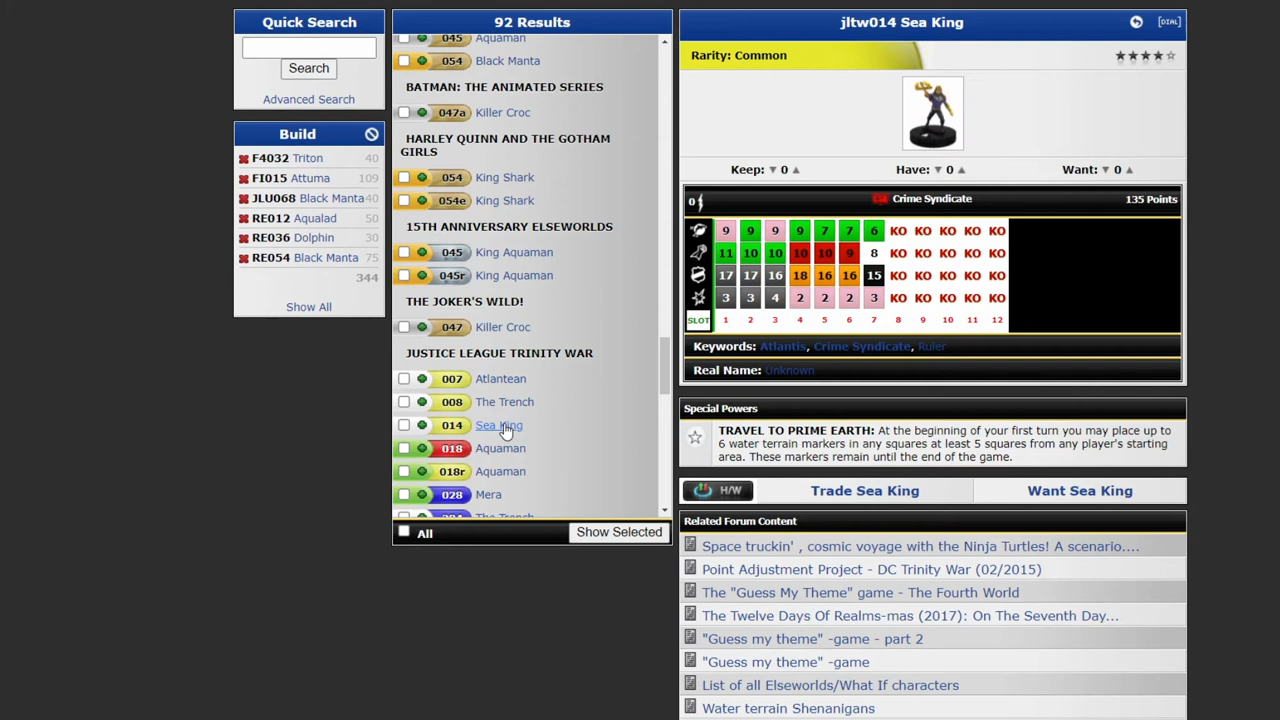 Quick Search
Search
Advanced Search
Build
F4032 Triton 40
FI015 Attuma 109
JLU068 Black Manta 40
RE012 Aqualad 50
RE036 Dolphin 30
RE054 Black Manta 75
344
Show All
92 Results
045 Aquaman
054 Black Manta
BATMAN: THE ANIMATED SERIES
047a Killer Croc
HARLEY QUINN AND THE GOTHAM
GIRLS
054 King Shark
054e King Shark
15TH ANNIVERSARY ELSEWORLDS
045 King Aquaman
045r King Aquaman
THE JOKER'S WILD!
047 Killer Croc
JUSTICE LEAGUE TRINITY WAR
007 Atlantean
008 The Trench
014 Sea King
018 Aquaman
018r Aquaman
028 Mera
The Trench
All
Show Selected
jltw014 Sea King
[DIAL]
Rarity: Common
Keep: 0 Have: 0 Want: 0
0 Crime Syndicate 135 Points
9 9 9 9 7 7 6 KO KO KO KO KO
11 10 10 10 10 9 8 KO KO KO KO KO
17 17 16 18 16 16 15 KO KO KO KO KO
3 3 4 2 2 2 3 KO KO KO KO KO
SLOT 1 2 3 4 5 6 7 8 9 10 11 12
Keywords: Atlantis, Crime Syndicate, Ruler
Real Name: Unknown
Special Powers
TRAVEL TO PRIME EARTH: At the beginning of your first turn you may place up to
6 water terrain markers in any squares at least 5 squares from any player's starting
area. These markers remain until the end of the game.
H/W Trade Sea King Want Sea King
Related Forum Content
Space truckin' , cosmic voyage with the Ninja Turtles! A scenario....
Point Adjustment Project - DC Trinity War (02/2015)
The "Guess My Theme" game - The Fourth World
The Twelve Days Of Realms-mas (2017): On The Seventh Day...
"Guess my theme" -game - part 2
"Guess my theme" -game
List of all Elseworlds/What If characters
Water terrain Shenanigans